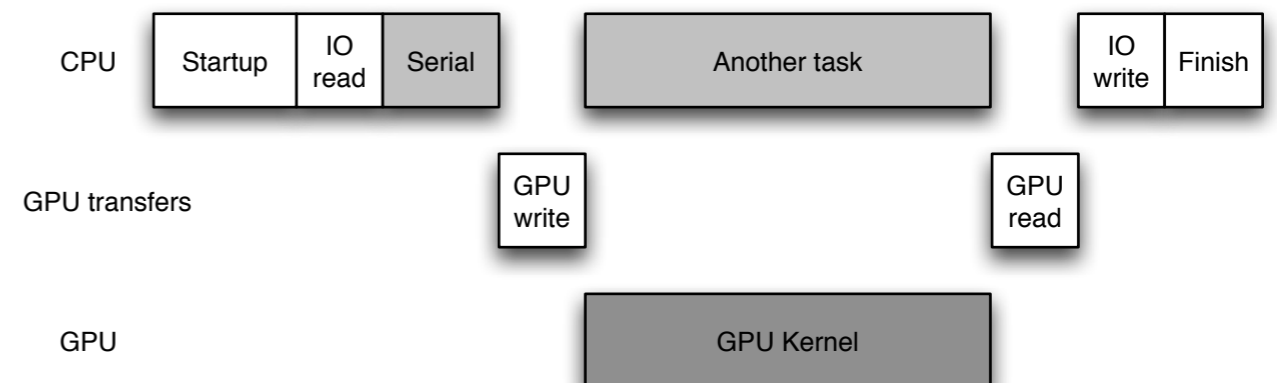 CPU
Startup
IO
read
Serial
Another task
IO
write
Finish
GPU transfers
GPU
write
GPU
read
GPU
GPU Kernel